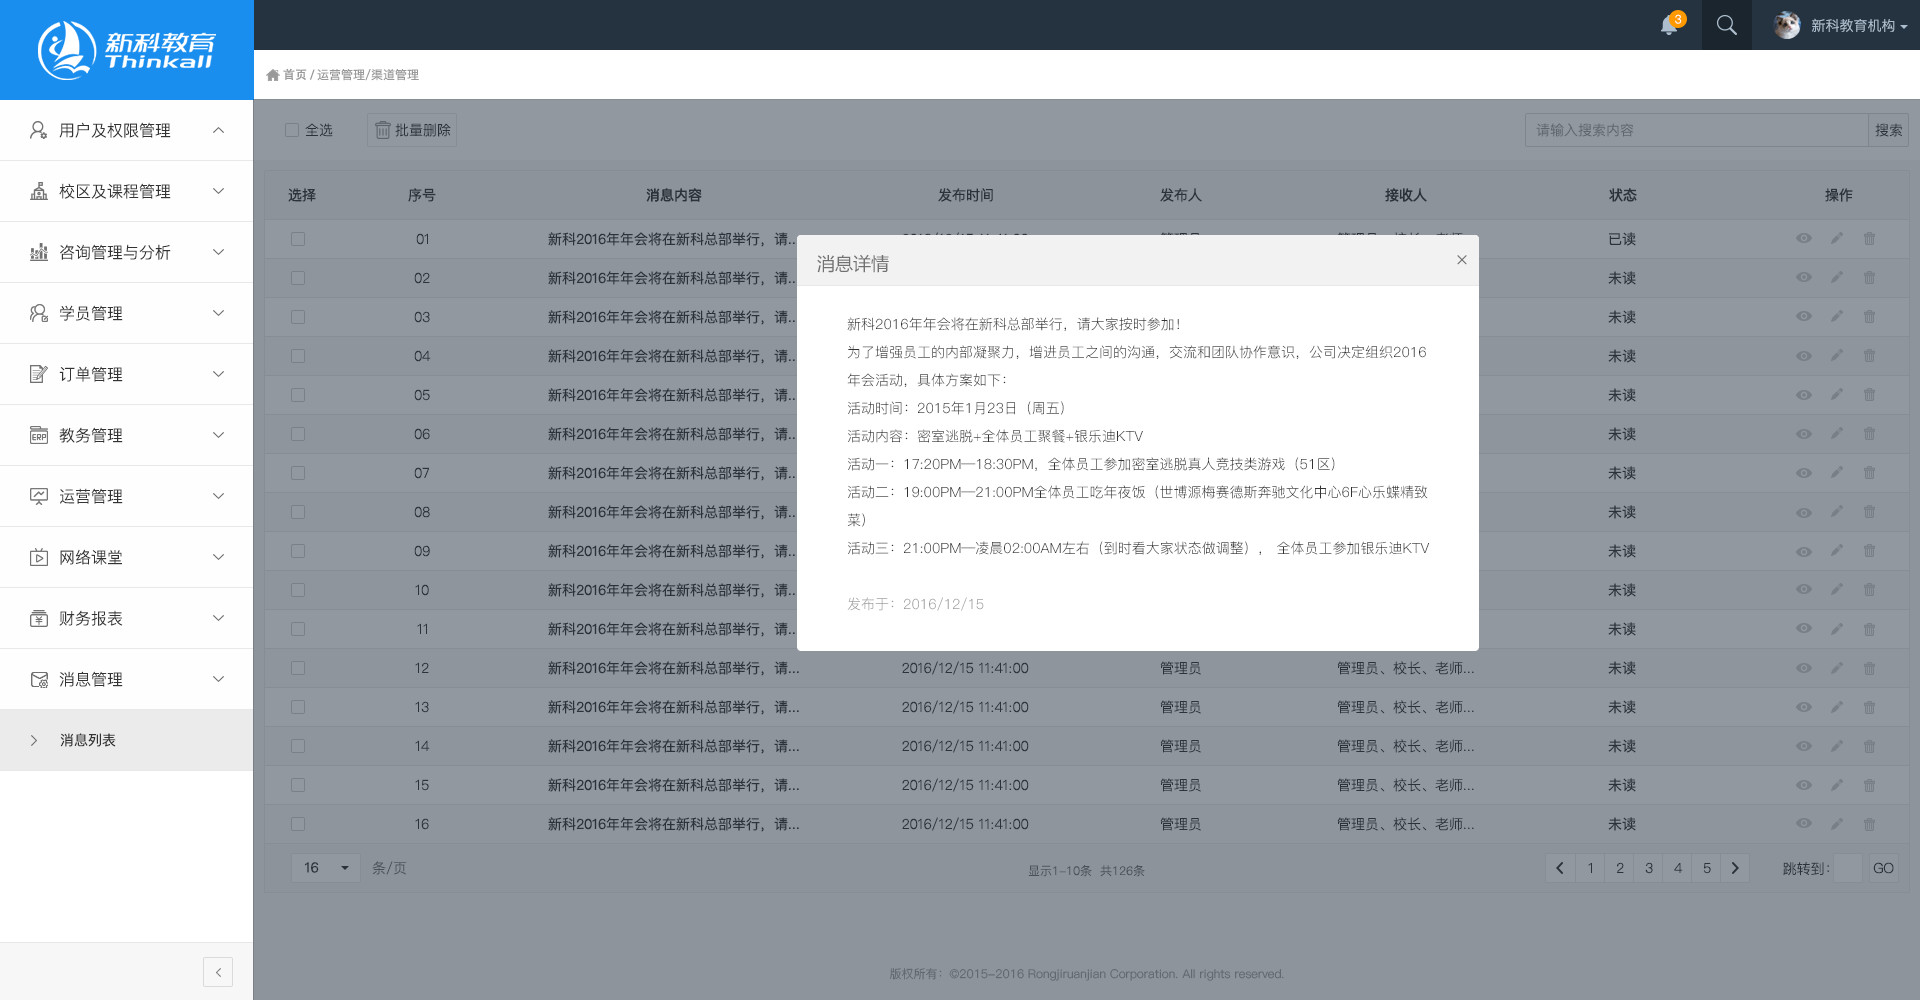 新科教育
Thinkall
3
新科教育机构
首页 / 运营管理/渠道管理
用户及权限管理
校区及课程管理
咨询管理与分析
学员管理
订单管理
教务管理
ERP
运营管理
网络课堂
财务报表
消息管理
消息列表
全选
批量删除
请输入搜索内容
搜索
选择 序号 消息内容 发布时间 发布人 接收人 状态 操作
01 新科2016年年会将在新科总部举行，请... 已读
02 新科2016年年会将在新科总部举行，请.. 未读
03 新科2016年年会将在新科总部举行，请.. 未读
04 新科2016年年会将在新科总部举行，请.. 未读
05 新科2016年年会将在新科总部举行，请.. 未读
06 新科2016年年会将在新科总部举行，请.. 未读
07 新科2016年年会将在新科总部举行，请.. 未读
08 新科2016年年会将在新科总部举行，请.. 未读
09 新科2016年年会将在新科总部举行，请.. 未读
10 新科2016年年会将在新科总部举行，请.. 未读
11 新科2016年年会将在新科总部举行，请.. 未读
12 新科2016年年会将在新科总部举行，请... 2016/12/15 11:41:00 管理员 管理员、校长、老师... 未读
13 新科2016年年会将在新科总部举行，请... 2016/12/15 11:41:00 管理员 管理员、校长、老师... 未读
14 新科2016年年会将在新科总部举行，请... 2016/12/15 11:41:00 管理员 管理员、校长、老师... 未读
15 新科2016年年会将在新科总部举行，请... 2016/12/15 11:41:00 管理员 管理员、校长、老师... 未读
16 新科2016年年会将在新科总部举行，请... 2016/12/15 11:41:00 管理员 管理员、校长、老师... 未读
消息详情
新科2016年年会将在新科总部举行，请大家按时参加！
为了增强员工的内部凝聚力，增进员工之间的沟通，交流和团队协作意识，公司决定组织2016
年会活动，具体方案如下：
活动时间：2015年1月23日（周五）
活动内容：密室逃脱+全体员工聚餐+银乐迪KTV
活动一：17:20PM—18:30PM，全体员工参加密室逃脱真人竞技类游戏（51区）
活动二：19:00PM—21:00PM全体员工吃年夜饭（世博源梅赛德斯奔驰文化中心6F心乐蝶精致
菜）
活动三：21:00PM—凌晨02:00AM左右（到时看大家状态做调整）， 全体员工参加银乐迪KTV
发布于：2016/12/15
16 条/页
显示1-10条 共126条
1 2 3 4 5
跳转到： GO
版权所有：©2015-2016 Rongjiruanjian Corporation. All rights reserved.